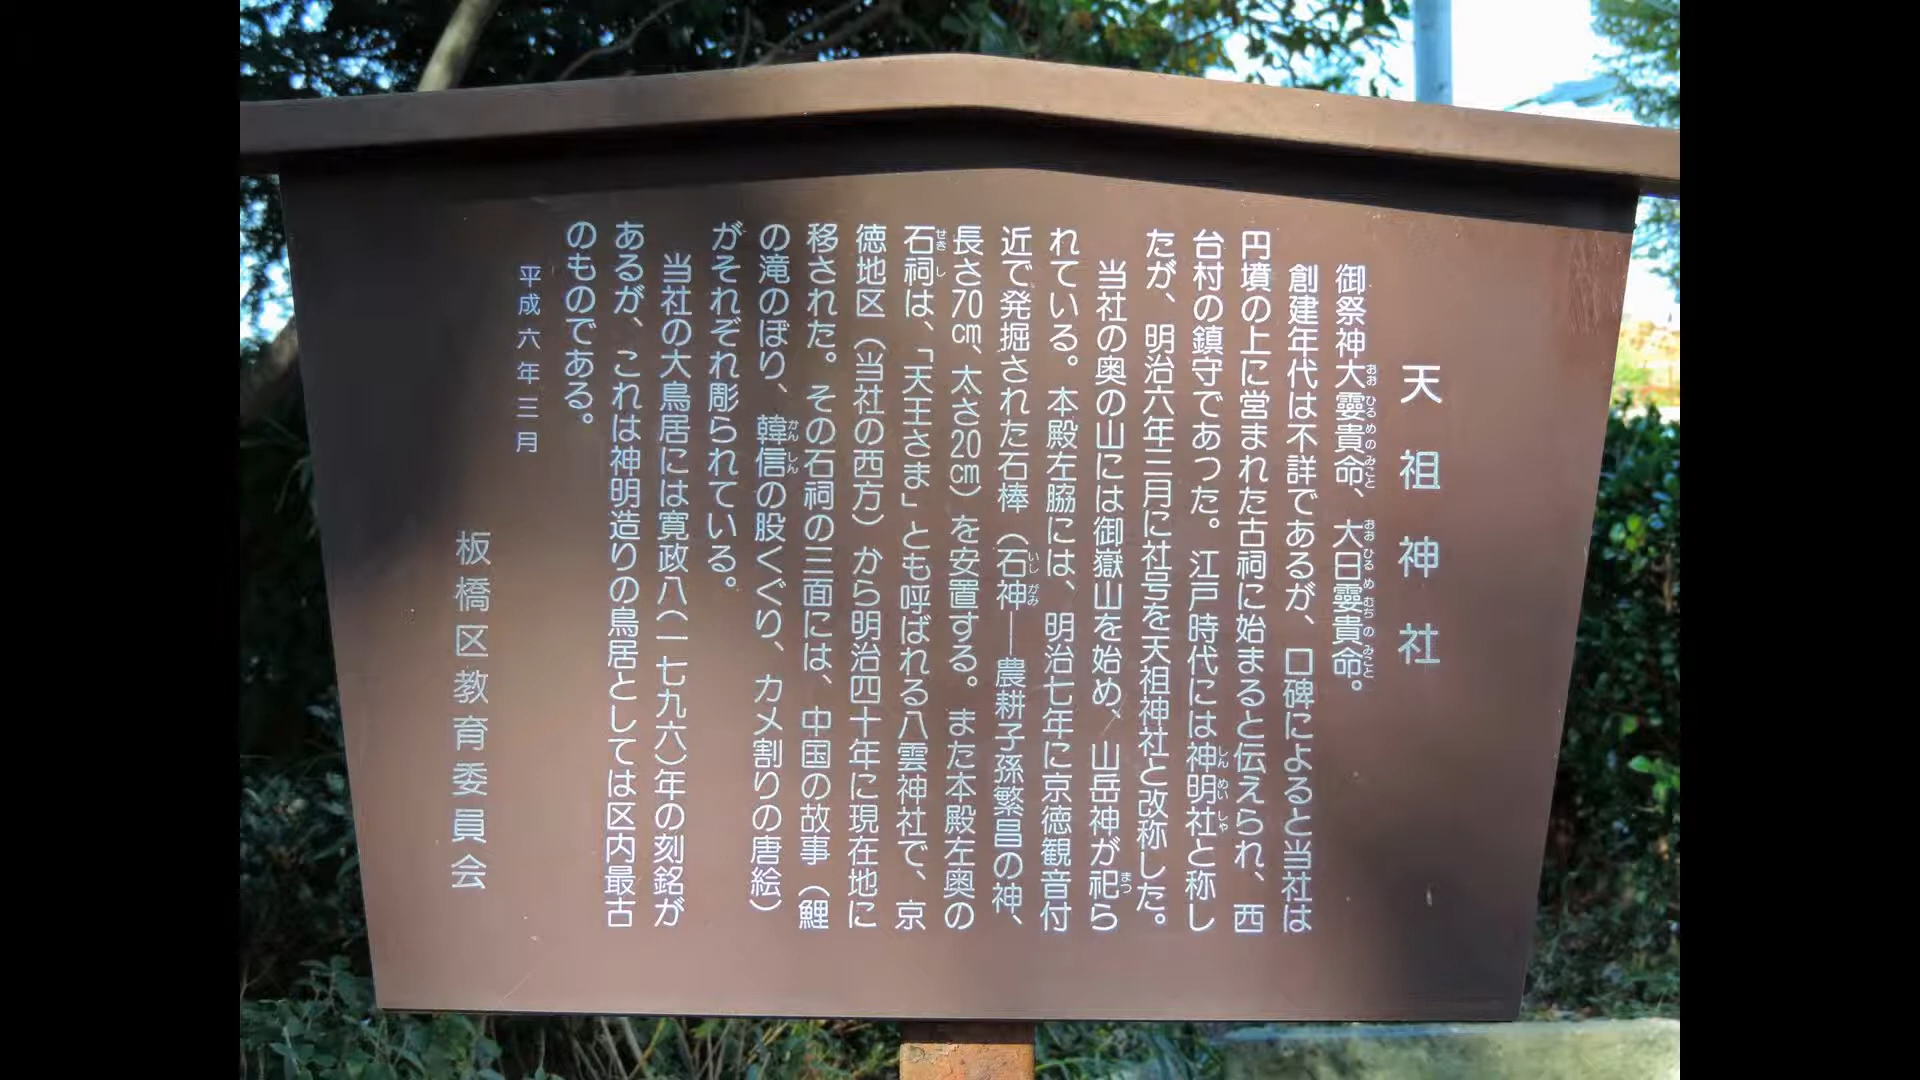 天祖神社
御祭神大孁貴命、大日孁貴命。
創建年代は不詳であるが、口碑によると当社は
円墳の上に営まれた古祠に始まると伝えられ、西
台村の鎮守であった。江戸時代には神明社と称し
たが、明治六年三月に社号を天祖神社と改称した。
当社の奥の山には御嶽山を始め、山岳神が祀ら
れている。本殿左脇には、明治七年に京徳観音付
近で発掘された石棒（石神──農耕子孫繁昌の神、
長さ70㎝、太さ20㎝）を安置する。また本殿左奥の
石祠は、「天王さま」とも呼ばれる八雲神社で、京
徳地区（当社の西方）から明治四十年に現在地に
移された。その石祠の三面には、中国の故事（鯉
の滝のぼり、韓信の股くぐり、カメ割りの唐絵）
がそれぞれ彫られている。
当社の大鳥居には寛政八（一七九六）年の刻銘が
あるが、これは神明造りの鳥居としては区内最古
のものである。
平成六年三月
板橋区教育委員会